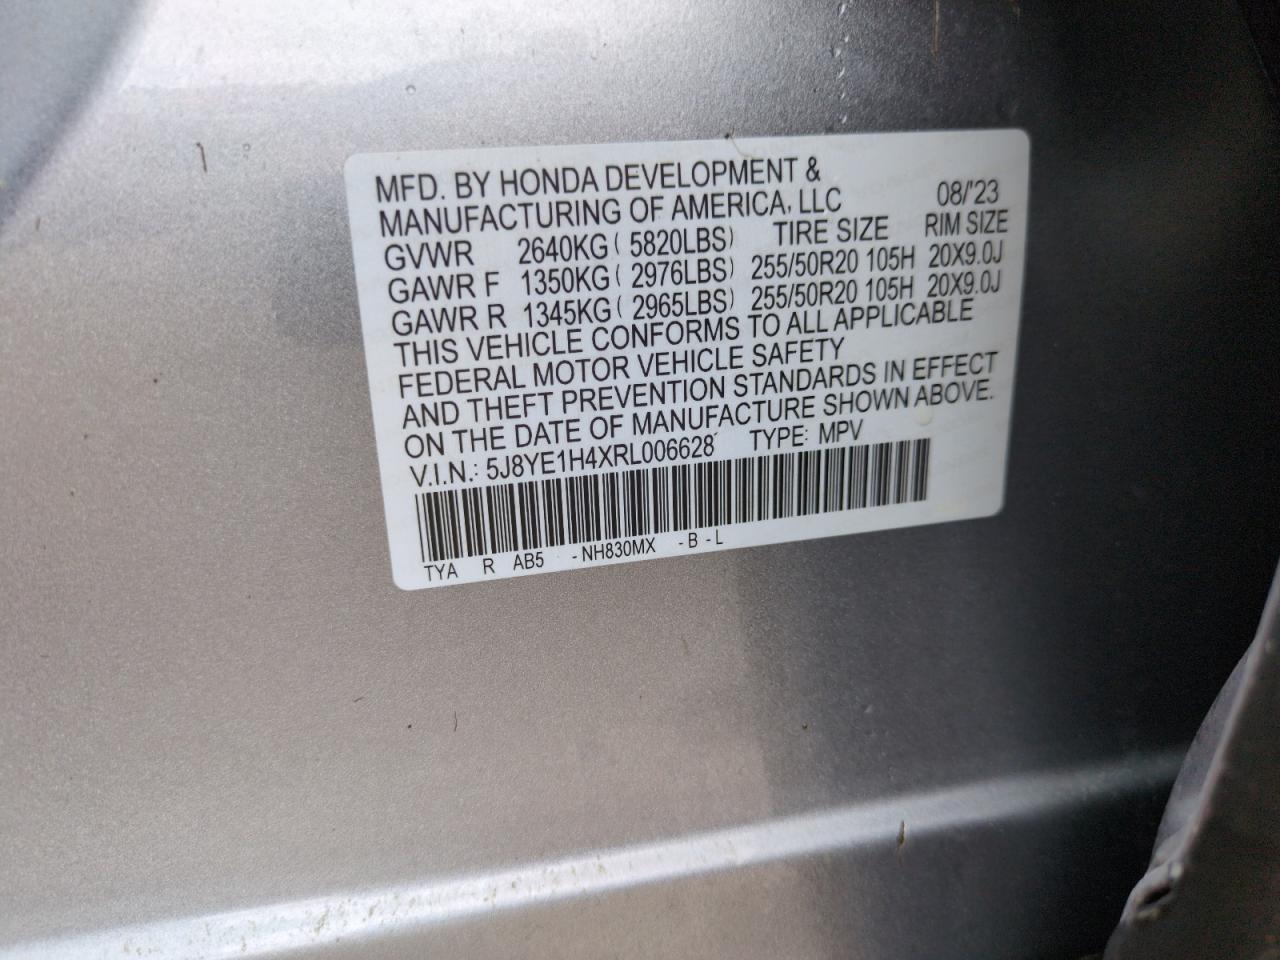 MFD. BY HONDA DEVELOPMENT &
MANUFACTURING OF AMERICA, LLC 08/'23
GVWR 2640KG ( 5820LBS) TIRE SIZE RIM SIZE
GAWR F 1350KG ( 2976LBS) 255/50R20 105H 20X9.0J
GAWR R 1345KG ( 2965LBS) 255/50R20 105H 20X9.0J
THIS VEHICLE CONFORMS TO ALL APPLICABLE
FEDERAL MOTOR VEHICLE SAFETY
AND THEFT PREVENTION STANDARDS IN EFFECT
ON THE DATE OF MANUFACTURE SHOWN ABOVE.
V.I.N.: 5J8YE1H4XRL006628 TYPE: MPV
TYA R AB5 -NH830MX -B -L